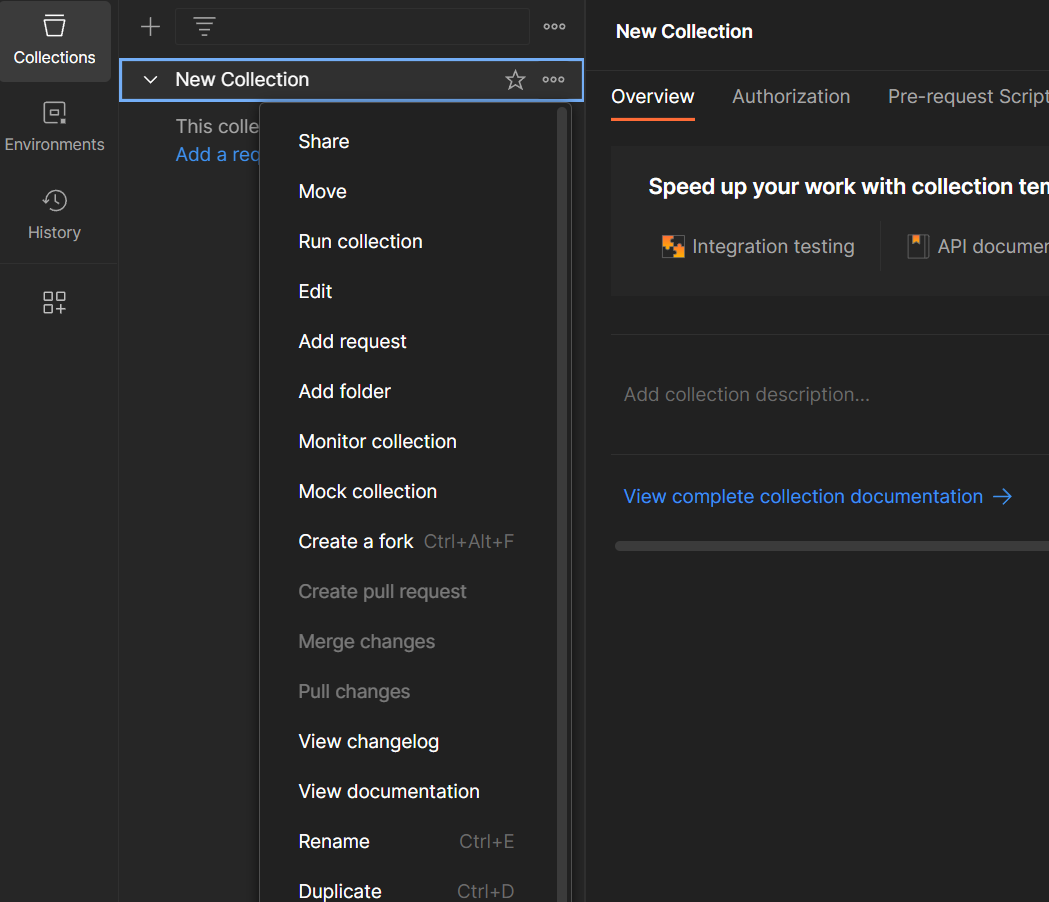 Collections
Environments
History
New Collection
This colle
Add a req
Share
Move
Run collection
Edit
Add request
Add folder
Monitor collection
Mock collection
Create a fork Ctrl+Alt+F
Create pull request
Merge changes
Pull changes
View changelog
View documentation
Rename Ctrl+E
Duplicate Ctrl+D
New Collection
Overview Authorization Pre-request Script
Speed up your work with collection tem
Integration testing API documen
Add collection description...
View complete collection documentation →